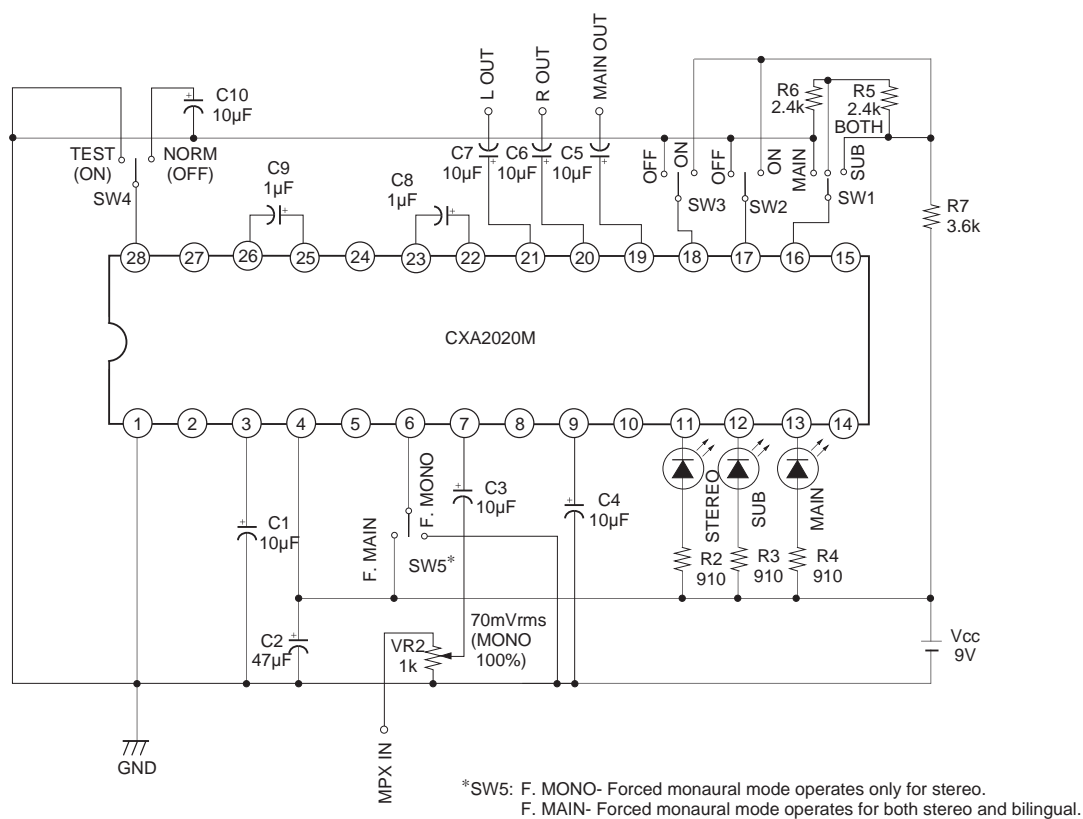 L OUT
R OUT
MAIN OUT
C10
10µF
R6
2.4k
R5
2.4k
BOTH
TEST
(ON)
NORM
(OFF)
SW4
C9
1µF
C8
1µF
C7
10µF
C6
10µF
C5
10µF
OFF
ON
SW3
OFF
ON
SW2
MAIN
SUB
SW1
R7
3.6k
28
27
26
25
24
23
22
21
20
19
18
17
16
15
CXA2020M
1
2
3
4
5
6
7
8
9
10
11
12
13
14
STEREO
SUB
MAIN
C1
10µF
F. MAIN
F. MONO
SW5*
C3
10µF
C4
10µF
R2
910
R3
910
R4
910
C2
47µF
VR2
1k
70mVrms
(MONO
100%)
Vcc
9V
GND
MPX IN
*SW5: F. MONO- Forced monaural mode operates only for stereo.
F. MAIN- Forced monaural mode operates for both stereo and bilingual.